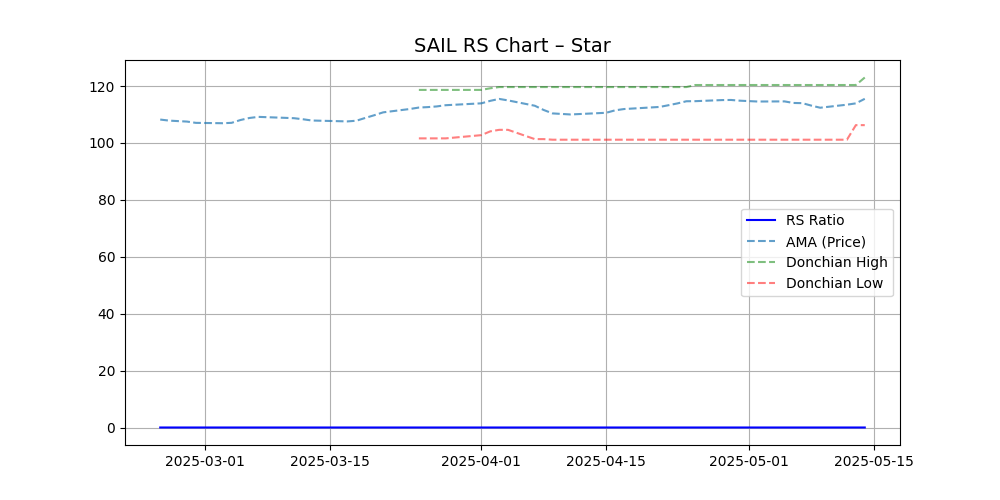 SAIL RS Chart – Star
120
100
80
60
40
20
0
RS Ratio
AMA (Price)
Donchian High
Donchian Low
2025-03-01
2025-03-15
2025-04-01
2025-04-15
2025-05-01
2025-05-15